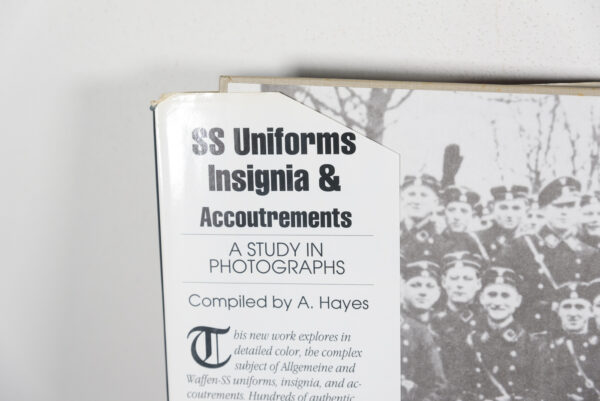 SS Uniforms
Insignia &
Accoutrements
A STUDY IN
PHOTOGRAPHS
Compiled by A. Hayes
This new work explores in
detailed color, the complex
subject of Allgemeine and
Waffen-SS uniforms, insignia, and ac-
coutrements. Hundreds of authentic